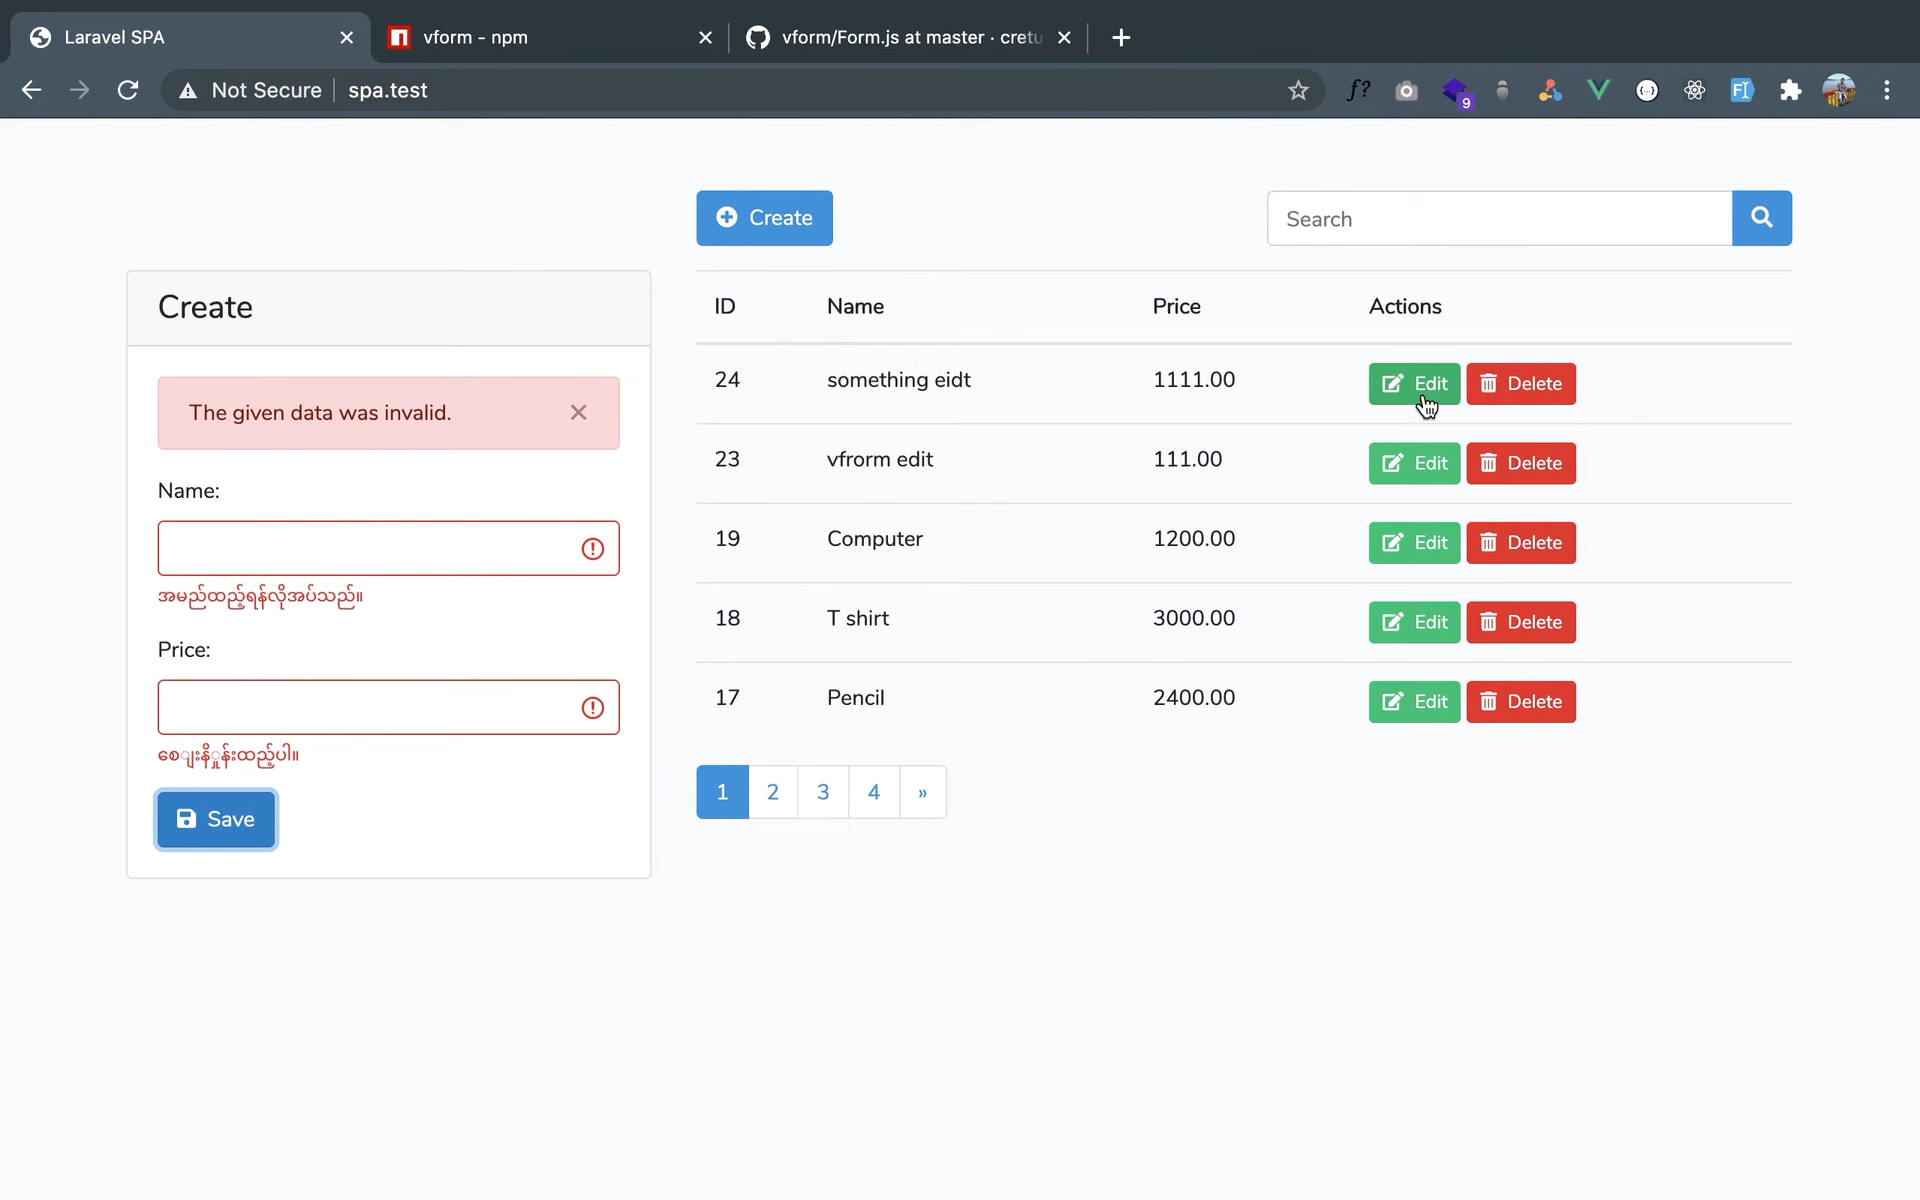 Laravel SPA
vform - npm
vform/Form.js at master · cretu
Not Secure
spa.test
f?
9
FI
Create
Search
Create
The given data was invalid.
Name:
အမည်ထည့်ရန်လိုအပ်သည်။
Price:
စျေးနှုန်းထည့်ပါ။
Save
ID Name Price Actions
24 something eidt 1111.00 Edit Delete
23 vfrorm edit 111.00 Edit Delete
19 Computer 1200.00 Edit Delete
18 T shirt 3000.00 Edit Delete
17 Pencil 2400.00 Edit Delete
1 2 3 4 »